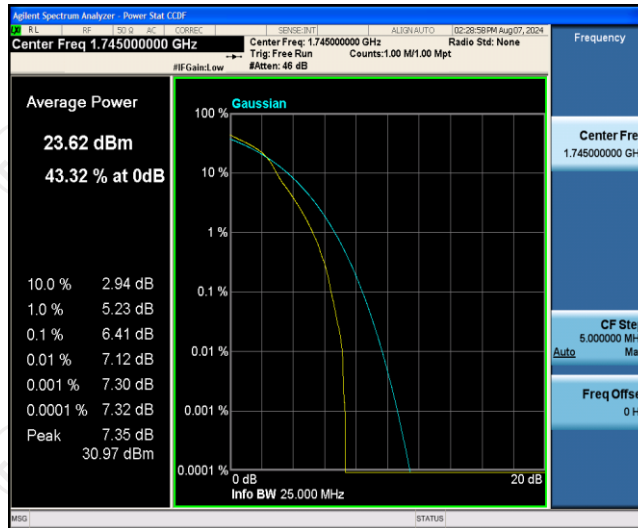 Agilent Spectrum Analyzer - Power Stat CCDF
LXI RL RF 50 Ω AC CORREC SENSE:INT ALIGN AUTO 02:28:58 PM Aug 07, 2024
Center Freq 1.745000000 GHz
Center Freq: 1.745000000 GHz Radio Std: None
Trig: Free Run Counts:1.00 M/1.00 Mpt
#IFGain:Low #Atten: 46 dB
Frequency
Average Power
23.62 dBm
43.32 % at 0dB
10.0 % 2.94 dB
1.0 % 5.23 dB
0.1 % 6.41 dB
0.01 % 7.12 dB
0.001 % 7.30 dB
0.0001 % 7.32 dB
Peak 7.35 dB
30.97 dBm
Gaussian
100 %
10 %
1 %
0.1 %
0.01 %
0.001 %
0.0001 %
0 dB 20 dB
Info BW 25.000 MHz
Center Fre
1.745000000 GH
CF Ste
5.000000 MH
Auto Ma
Freq Offse
0 H
MSG STATUS